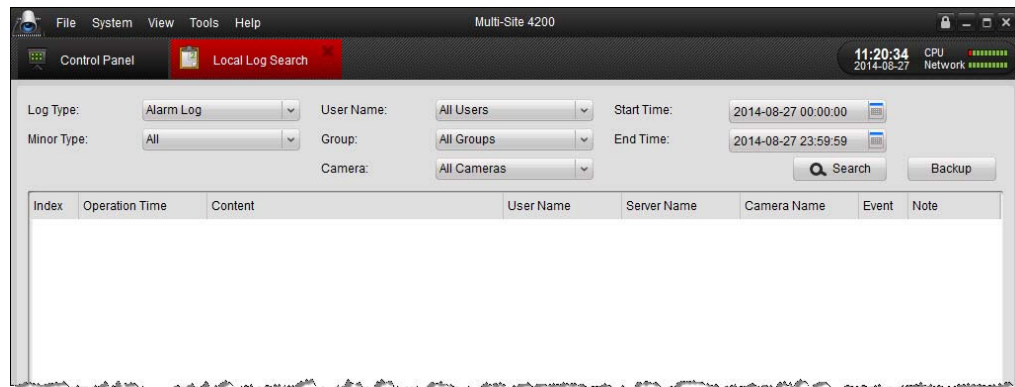 File System View Tools Help Multi-Site 4200
Control Panel Local Log Search 11:20:34 CPU
2014-08-27 Network
Log Type: Alarm Log User Name: All Users Start Time: 2014-08-27 00:00:00
Minor Type: All Group: All Groups End Time: 2014-08-27 23:59:59
Camera: All Cameras Search Backup
Index Operation Time Content User Name Server Name Camera Name Event Note